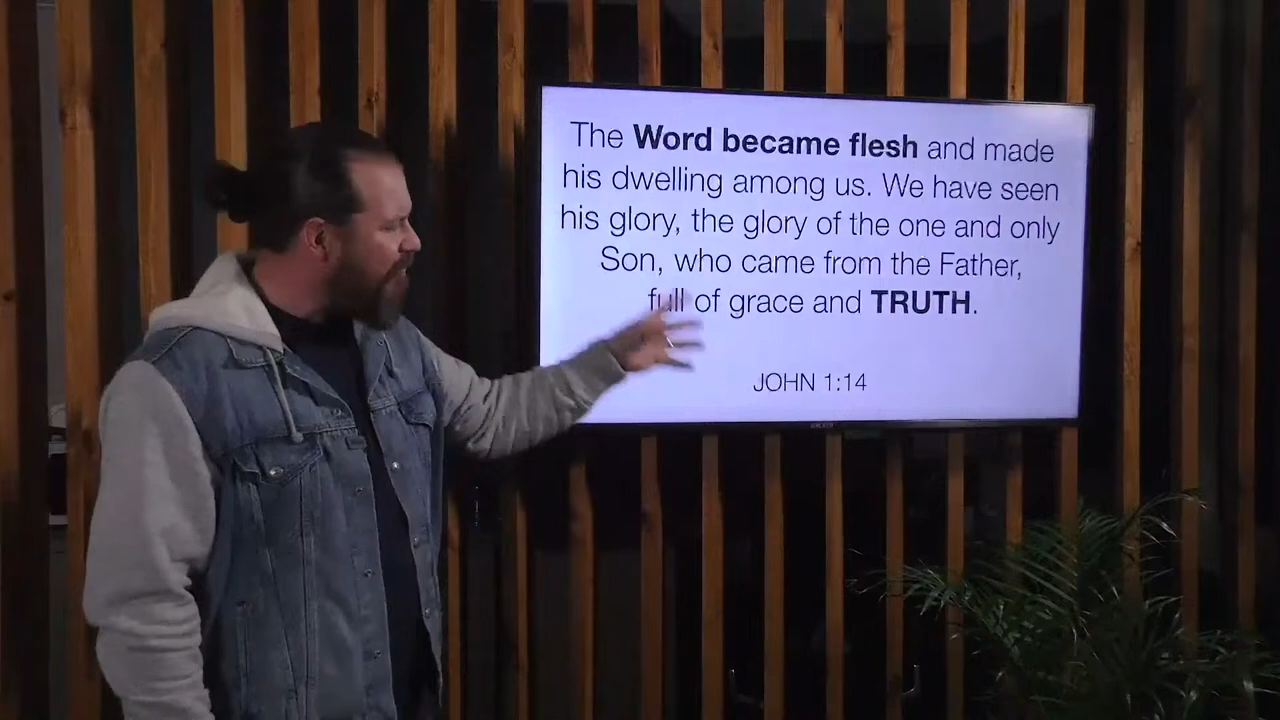 The Word became flesh and made
his dwelling among us. We have seen
his glory, the glory of the one and only
Son, who came from the Father,
full of grace and TRUTH.
JOHN 1:14